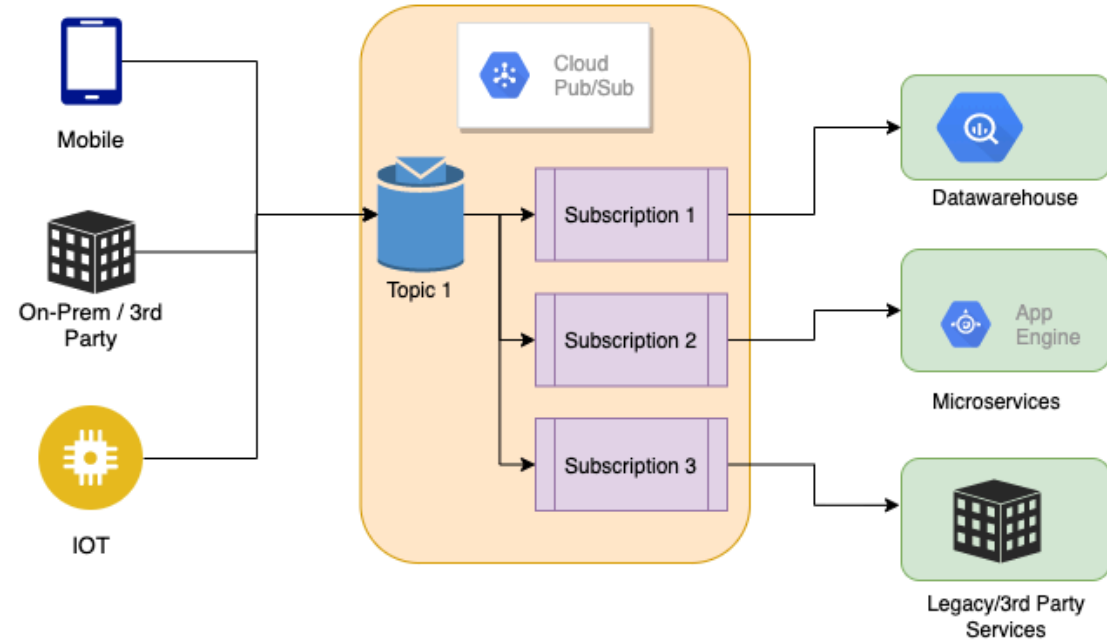 Mobile
On-Prem / 3rd
Party
IOT
Cloud
Pub/Sub
Topic 1
Subscription 1
Subscription 2
Subscription 3
Datawarehouse
App
Engine
Microservices
Legacy/3rd Party
Services